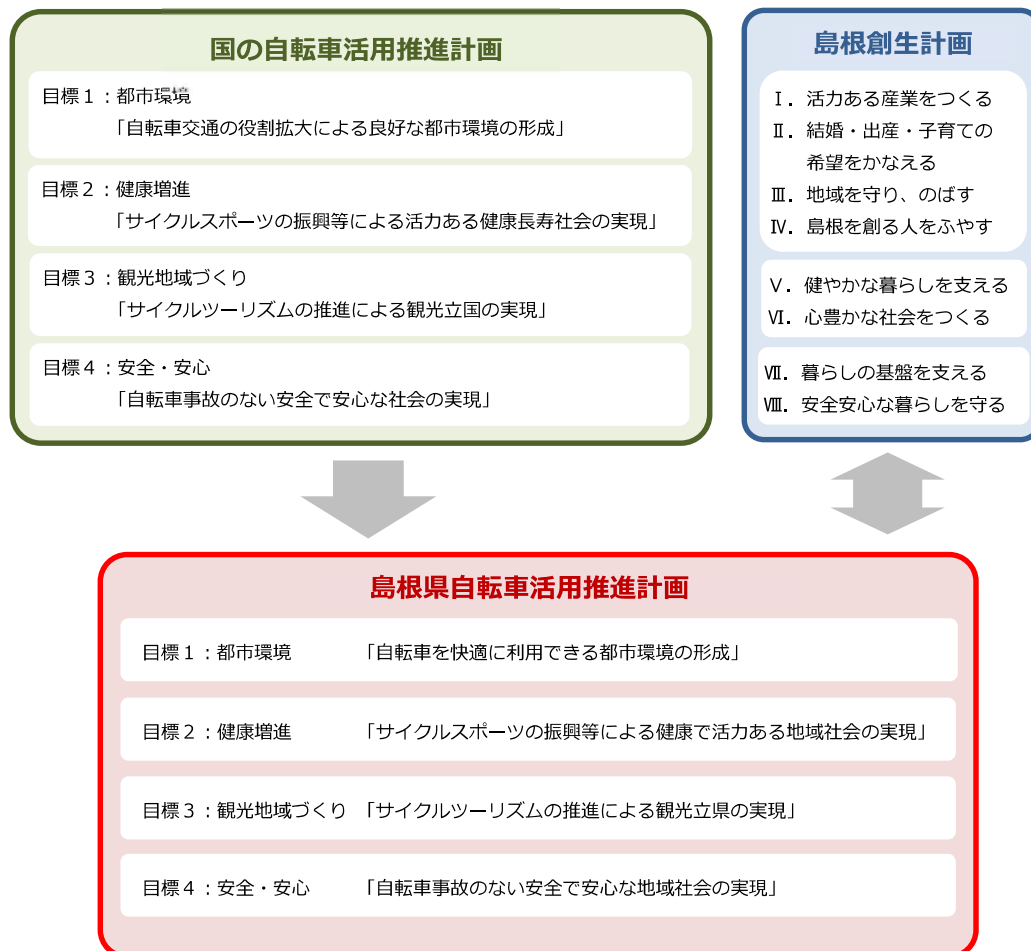 国の自転車活用推進計画
目標１：都市環境
「自転車交通の役割拡大による良好な都市環境の形成」
目標２：健康増進
「サイクルスポーツの振興等による活力ある健康長寿社会の実現」
目標３：観光地域づくり
「サイクルツーリズムの推進による観光立国の実現」
目標４：安全・安心
「自転車事故のない安全で安心な社会の実現」
島根創生計画
Ⅰ．活力ある産業をつくる
Ⅱ．結婚・出産・子育ての
希望をかなえる
Ⅲ．地域を守り、のばす
Ⅳ．島根を創る人をふやす
Ⅴ．健やかな暮らしを支える
Ⅵ．心豊かな社会をつくる
Ⅶ．暮らしの基盤を支える
Ⅷ．安全安心な暮らしを守る
島根県自転車活用推進計画
目標１：都市環境　「自転車を快適に利用できる都市環境の形成」
目標２：健康増進　「サイクルスポーツの振興等による健康で活力ある地域社会の実現」
目標３：観光地域づくり　「サイクルツーリズムの推進による観光立県の実現」
目標４：安全・安心　「自転車事故のない安全で安心な地域社会の実現」